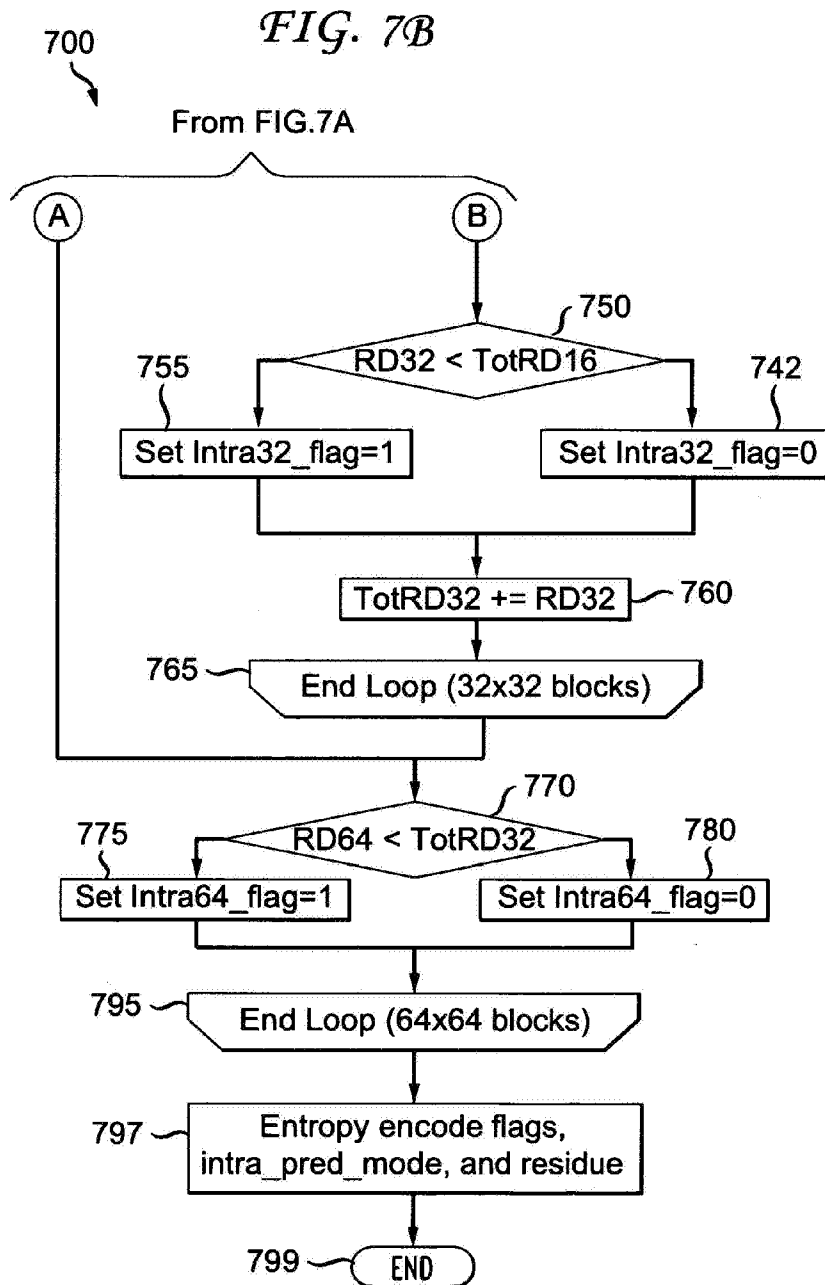 FIG. 7B
700
From FIG.7A
A
B
750
RD32 < TotRD16
755
742
Set Intra32_flag=1
Set Intra32_flag=0
TotRD32 += RD32
760
765
End Loop (32x32 blocks)
770
RD64 < TotRD32
775
780
Set Intra64_flag=1
Set Intra64_flag=0
795
End Loop (64x64 blocks)
797
Entropy encode flags,
intra_pred_mode, and residue
799
END